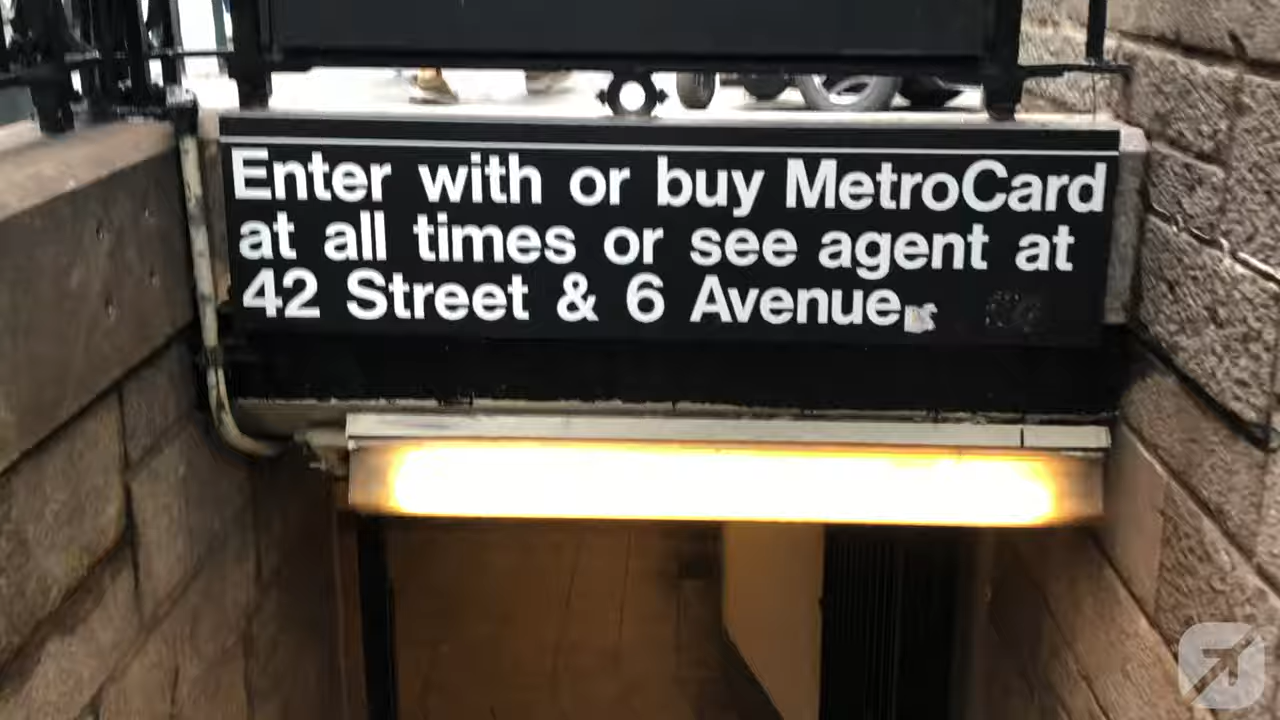 Enter with or buy MetroCard
at all times or see agent at
42 Street & 6 Avenue.